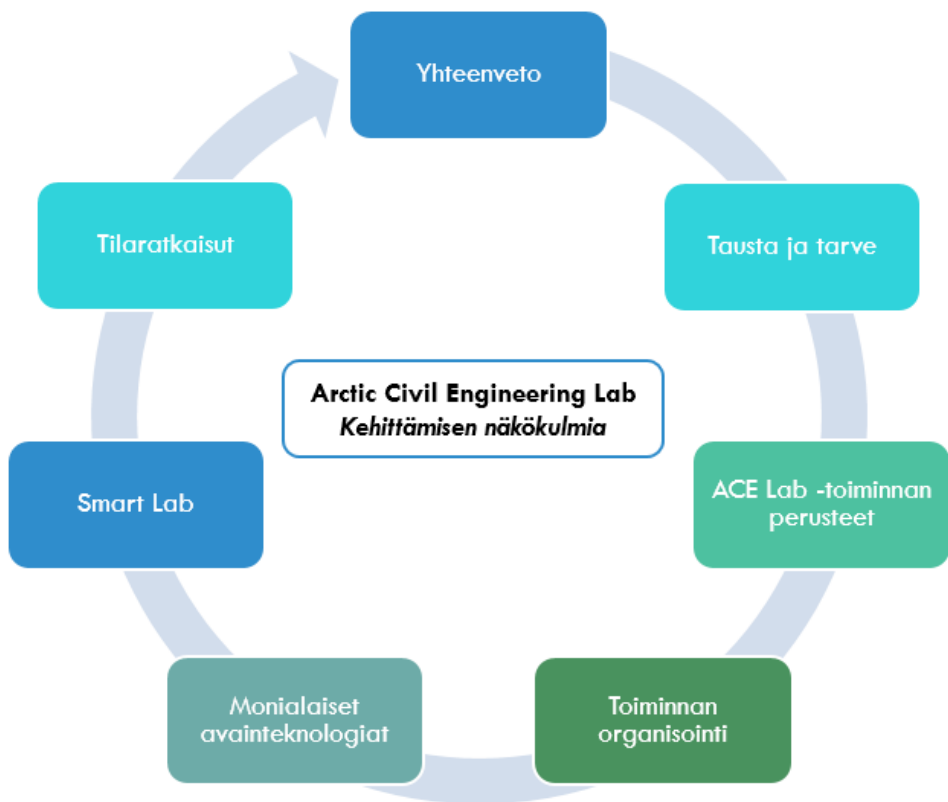 Yhteenveto
Tausta ja tarve
ACE Lab -toiminnan
perusteet
Toiminnan
organisointi
Monialaiset
avainteknologiat
Smart Lab
Tilaratkaisut
Arctic Civil Engineering Lab
Kehittämisen näkökulmia